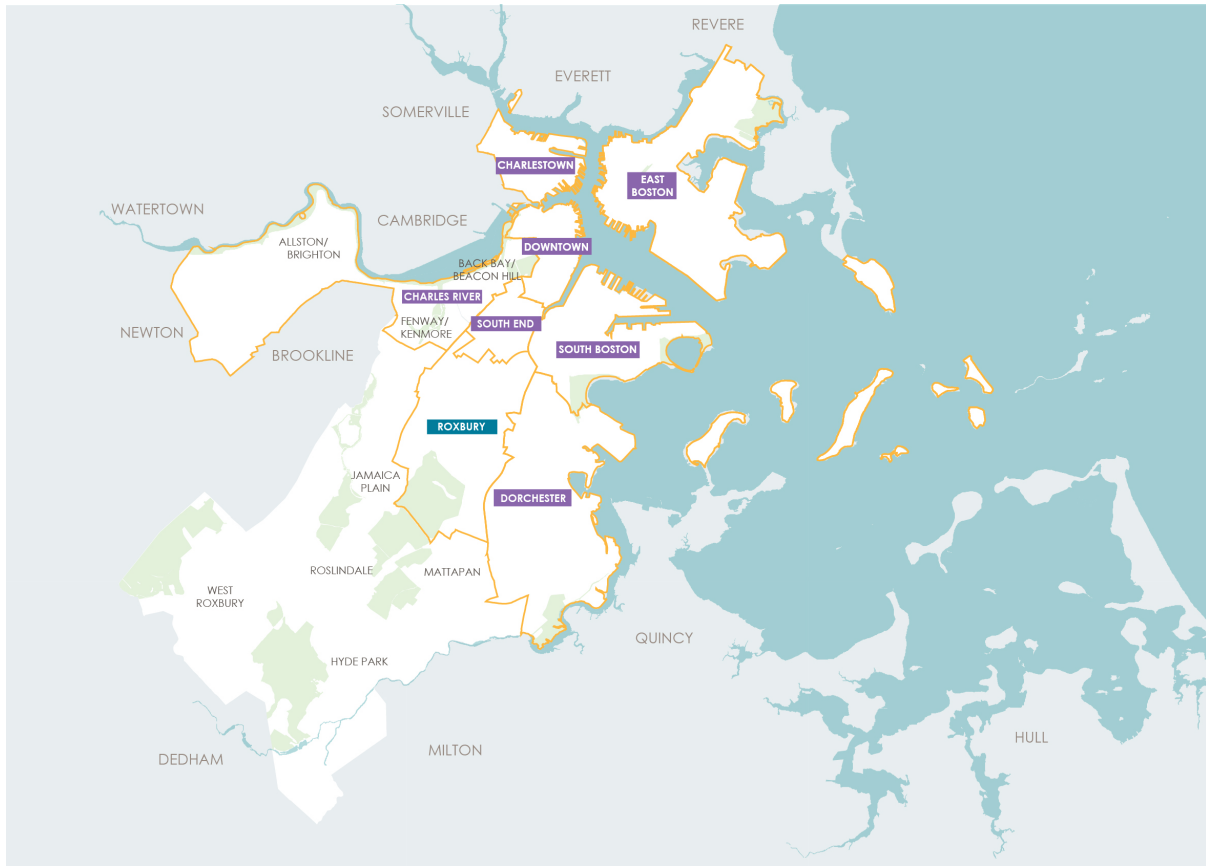 REVERE
EVERETT
SOMERVILLE
CHARLESTOWN
EAST
BOSTON
WATERTOWN
CAMBRIDGE
ALLSTON/
BRIGHTON
DOWNTOWN
BACK BAY/
BEACON HILL
CHARLES RIVER
FENWAY/
KENMORE
SOUTH END
NEWTON
BROOKLINE
SOUTH BOSTON
ROXBURY
JAMAICA
PLAIN
DORCHESTER
ROSLINDALE
MATTAPAN
WEST
ROXBURY
QUINCY
HYDE PARK
DEDHAM
MILTON
HULL